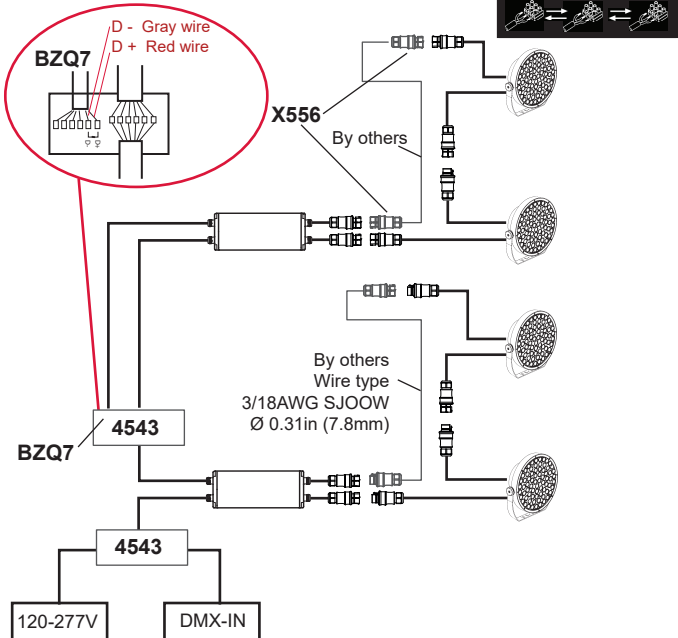 D - Gray wire
D + Red wire
BZQ7
X556
By others
By others
Wire type
3/18AWG SJOOW
Ø 0.31in (7.8mm)
4543
BZQ7
4543
120-277V
DMX-IN